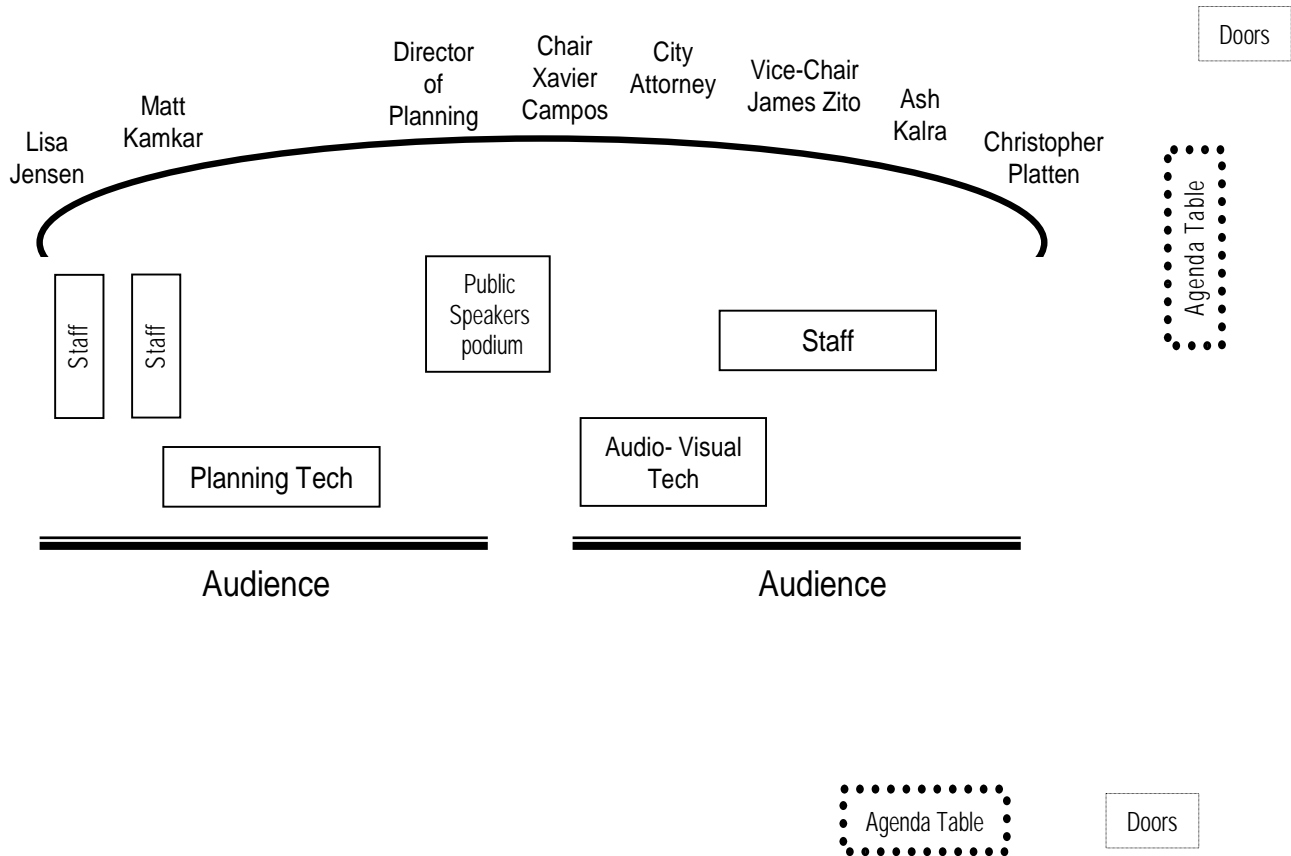 Doors
Director
of
Planning
Chair
Xavier
Campos
City
Attorney
Vice-Chair
James Zito
Matt
Kamkar
Ash
Kalra
Lisa
Jensen
Christopher
Platten
Agenda Table
Staff
Staff
Public
Speakers
podium
Staff
Planning Tech
Audio- Visual
Tech
Audience
Audience
Agenda Table
Doors